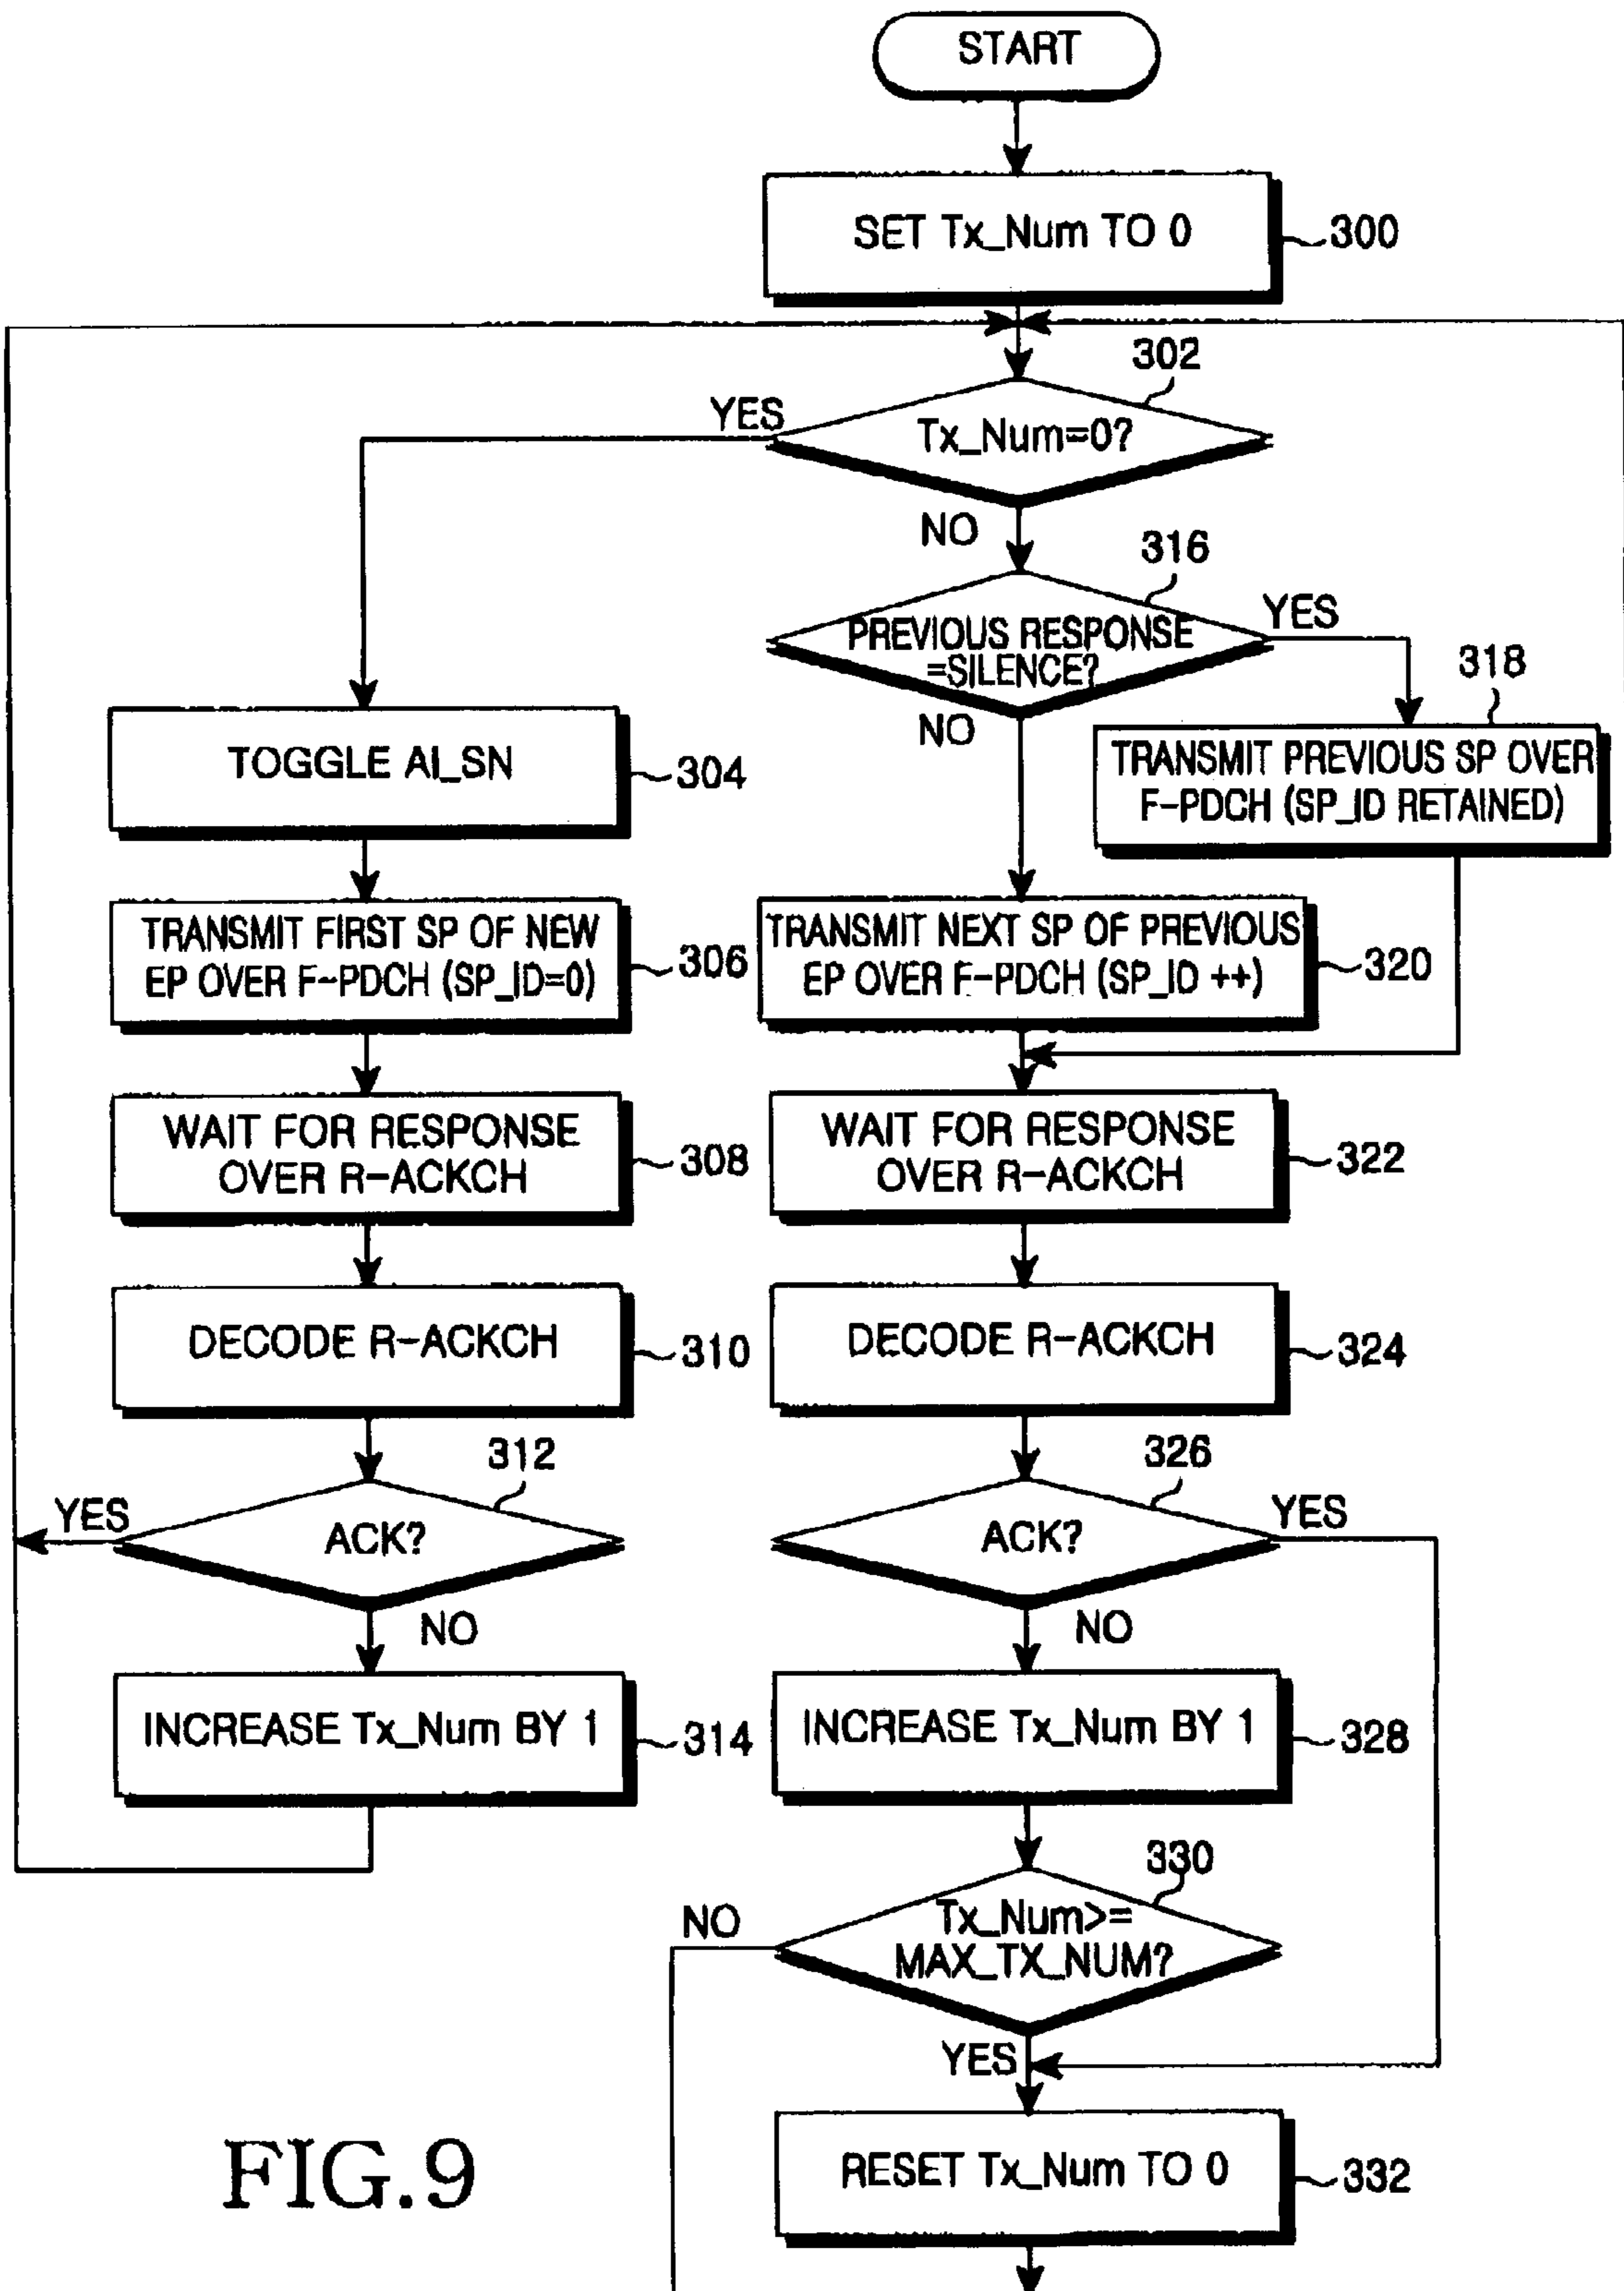 START
SET Tx_Num TO 0
300
302
YES
Tx_Num=0?
NO
316
PREVIOUS RESPONSE
=SILENCE?
YES
NO
318
TRANSMIT PREVIOUS SP OVER
F-PDCH (SP_ID RETAINED)
TOGGLE AI_SN
304
TRANSMIT FIRST SP OF NEW
EP OVER F-PDCH (SP_ID=0)
306
TRANSMIT NEXT SP OF PREVIOUS
EP OVER F-PDCH (SP_ID ++)
320
WAIT FOR RESPONSE
OVER R-ACKCH
308
WAIT FOR RESPONSE
OVER R-ACKCH
322
DECODE R-ACKCH
310
DECODE R-ACKCH
324
312
YES
ACK?
NO
326
ACK?
YES
NO
INCREASE Tx_Num BY 1
314
INCREASE Tx_Num BY 1
328
330
NO
Tx_Num>=
MAX_TX_NUM?
YES
RESET Tx_Num TO 0
332
FIG.9